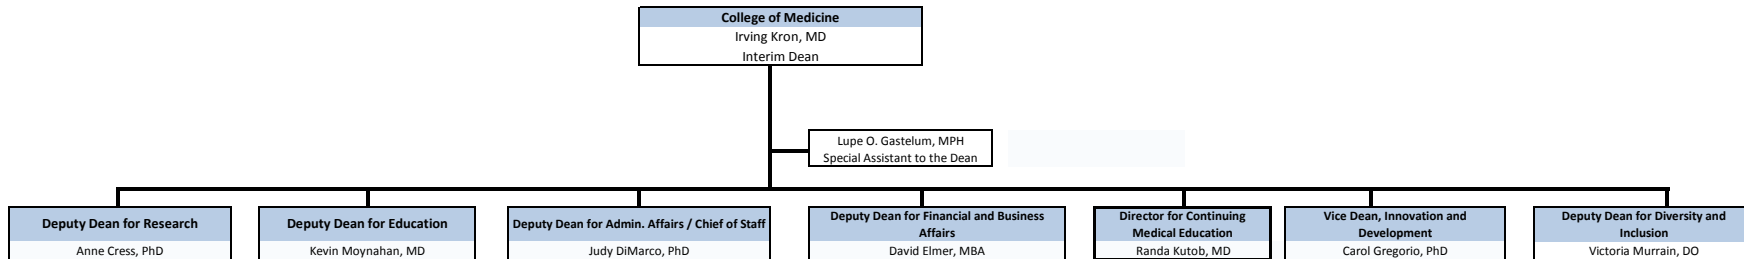 College of Medicine
Irving Kron, MD
Interim Dean
Lupe O. Gastelum, MPH
Special Assistant to the Dean
Deputy Dean for Research
Anne Cress, PhD
Deputy Dean for Education
Kevin Moynahan, MD
Deputy Dean for Admin. Affairs / Chief of Staff
Judy DiMarco, PhD
Deputy Dean for Financial and Business
Affairs
David Elmer, MBA
Director for Continuing
Medical Education
Randa Kutob, MD
Vice Dean, Innovation and
Development
Carol Gregorio, PhD
Deputy Dean for Diversity and
Inclusion
Victoria Murrain, DO